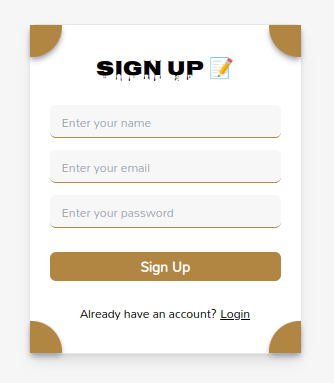 SIGN UP 📝
Enter your name
Enter your email
Enter your password
Sign Up
Already have an account? Login